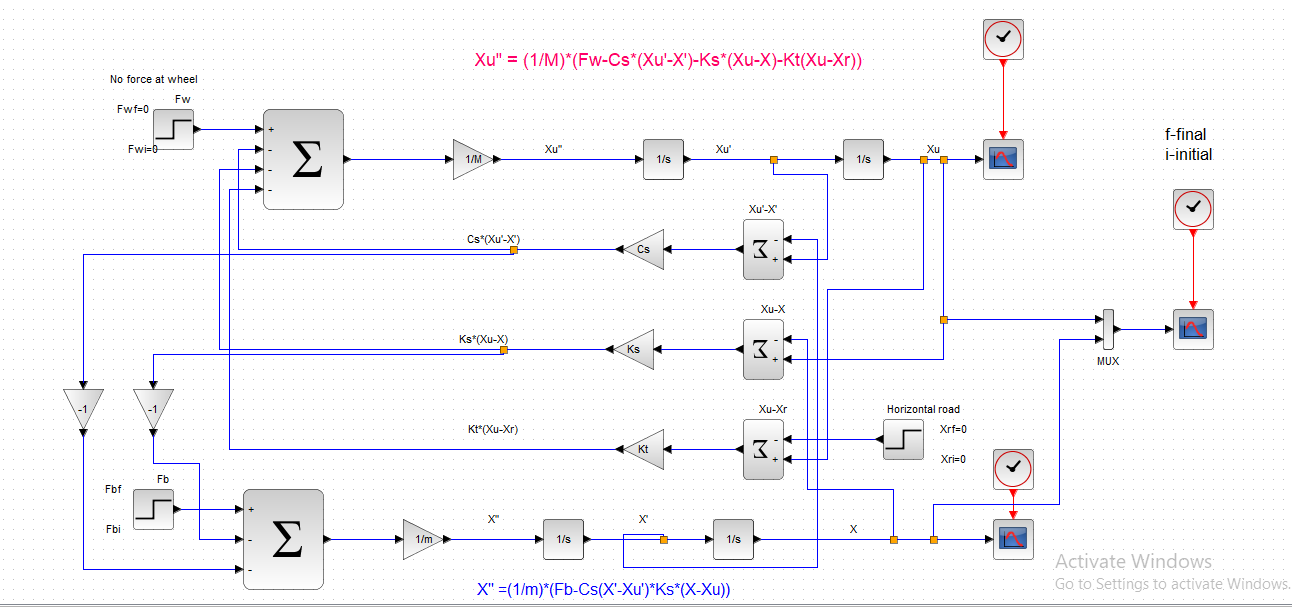 Xu" = (1/M)*(Fw-Cs*(Xu'-X')-Ks*(Xu-X)-Kt(Xu-Xr))
No force at wheel
Fw
Fwf=0
Fwi=0
+
-
-
-
Σ
1/M
Xu"
1/s
Xu'
1/s
Xu
f-final
i-initial
Xu'-X'
Cs*(Xu'-X')
Cs
Σ
-
+
Xu-X
Ks*(Xu-X)
Ks
Σ
-
+
MUX
-1
-1
Xu-Xr
Horizontal road
Kt*(Xu-Xr)
Kt
Σ
-
+
Xrf=0
Xri=0
Fb
Fbf
Fbi
+
-
-
Σ
1/m
X"
1/s
X'
1/s
X
X" =(1/m)*(Fb-Cs(X'-Xu')*Ks*(X-Xu))
Activate Windows
Go to Settings to activate Windows.